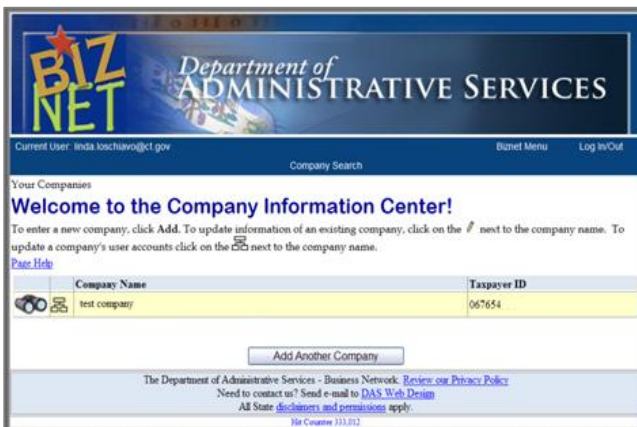 BIZ
NET
Department of
ADMINISTRATIVE SERVICES
Current User: linda.loschiavo@ct.gov Biznet Menu Log In/Out
Company Search
Your Companies
Welcome to the Company Information Center!
To enter a new company, click Add. To update information of an existing company, click on the next to the company name. To
update a company's user accounts click on the next to the company name.
Page Help
Company Name Taxpayer ID
test company 067654
Add Another Company
The Department of Administrative Services - Business Network. Review our Privacy Policy
Need to contact us? Send e-mail to DAS Web Design
All State disclaimers and permissions apply.
Hit Counter 333,012